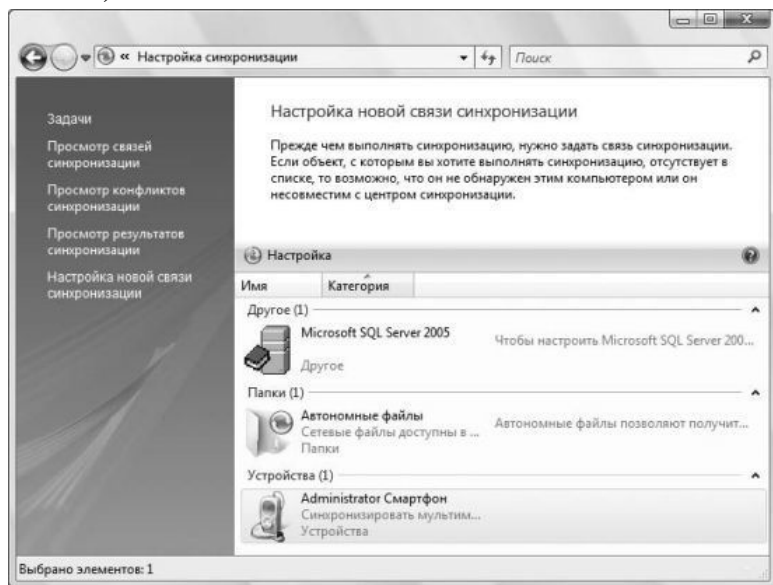 « Настройка синхронизации
Поиск
Задачи
Просмотр связей
синхронизации
Просмотр конфликтов
синхронизации
Просмотр результатов
синхронизации
Настройка новой связи
синхронизации
Настройка новой связи синхронизации
Прежде чем выполнять синхронизацию, нужно задать связь синхронизации.
Если объект, с которым вы хотите выполнять синхронизацию, отсутствует в
списке, то возможно, что он не обнаружен этим компьютером или он
несовместим с центром синхронизации.
Настройка
Имя Категория
Другое (1)
Microsoft SQL Server 2005
Чтобы настроить Microsoft SQL Server 200...
Другое
Папки (1)
Автономные файлы
Сетевые файлы доступны в ...
Автономные файлы позволяют получит...
Папки
Устройства (1)
Administrator Смартфон
Синхронизировать мультим...
Устройства
Выбрано элементов: 1